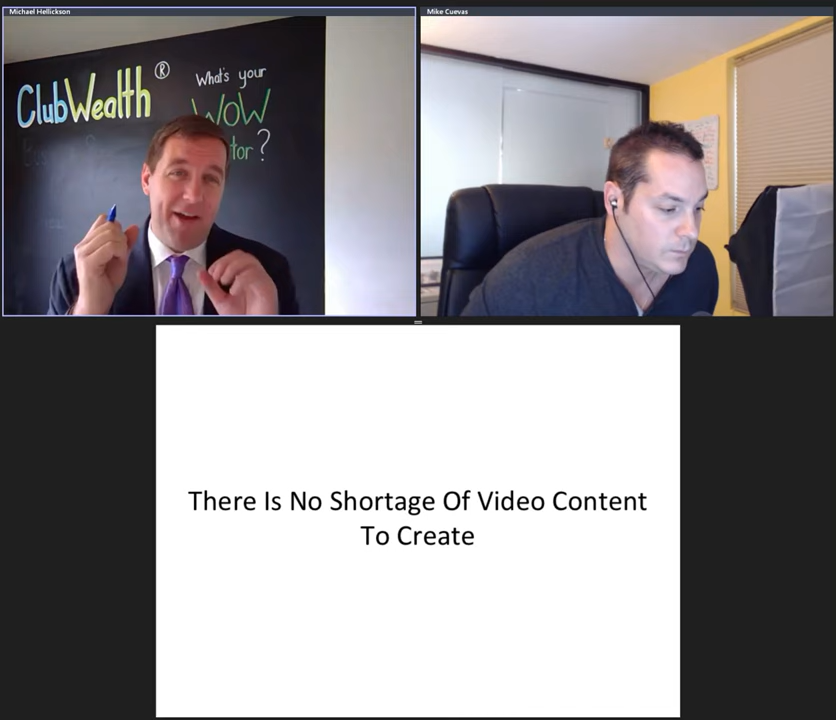 Michael Hellickson
Mike Cuevas
ClubWealth®
What's your
WOW
tor?
There Is No Shortage Of Video Content
To Create